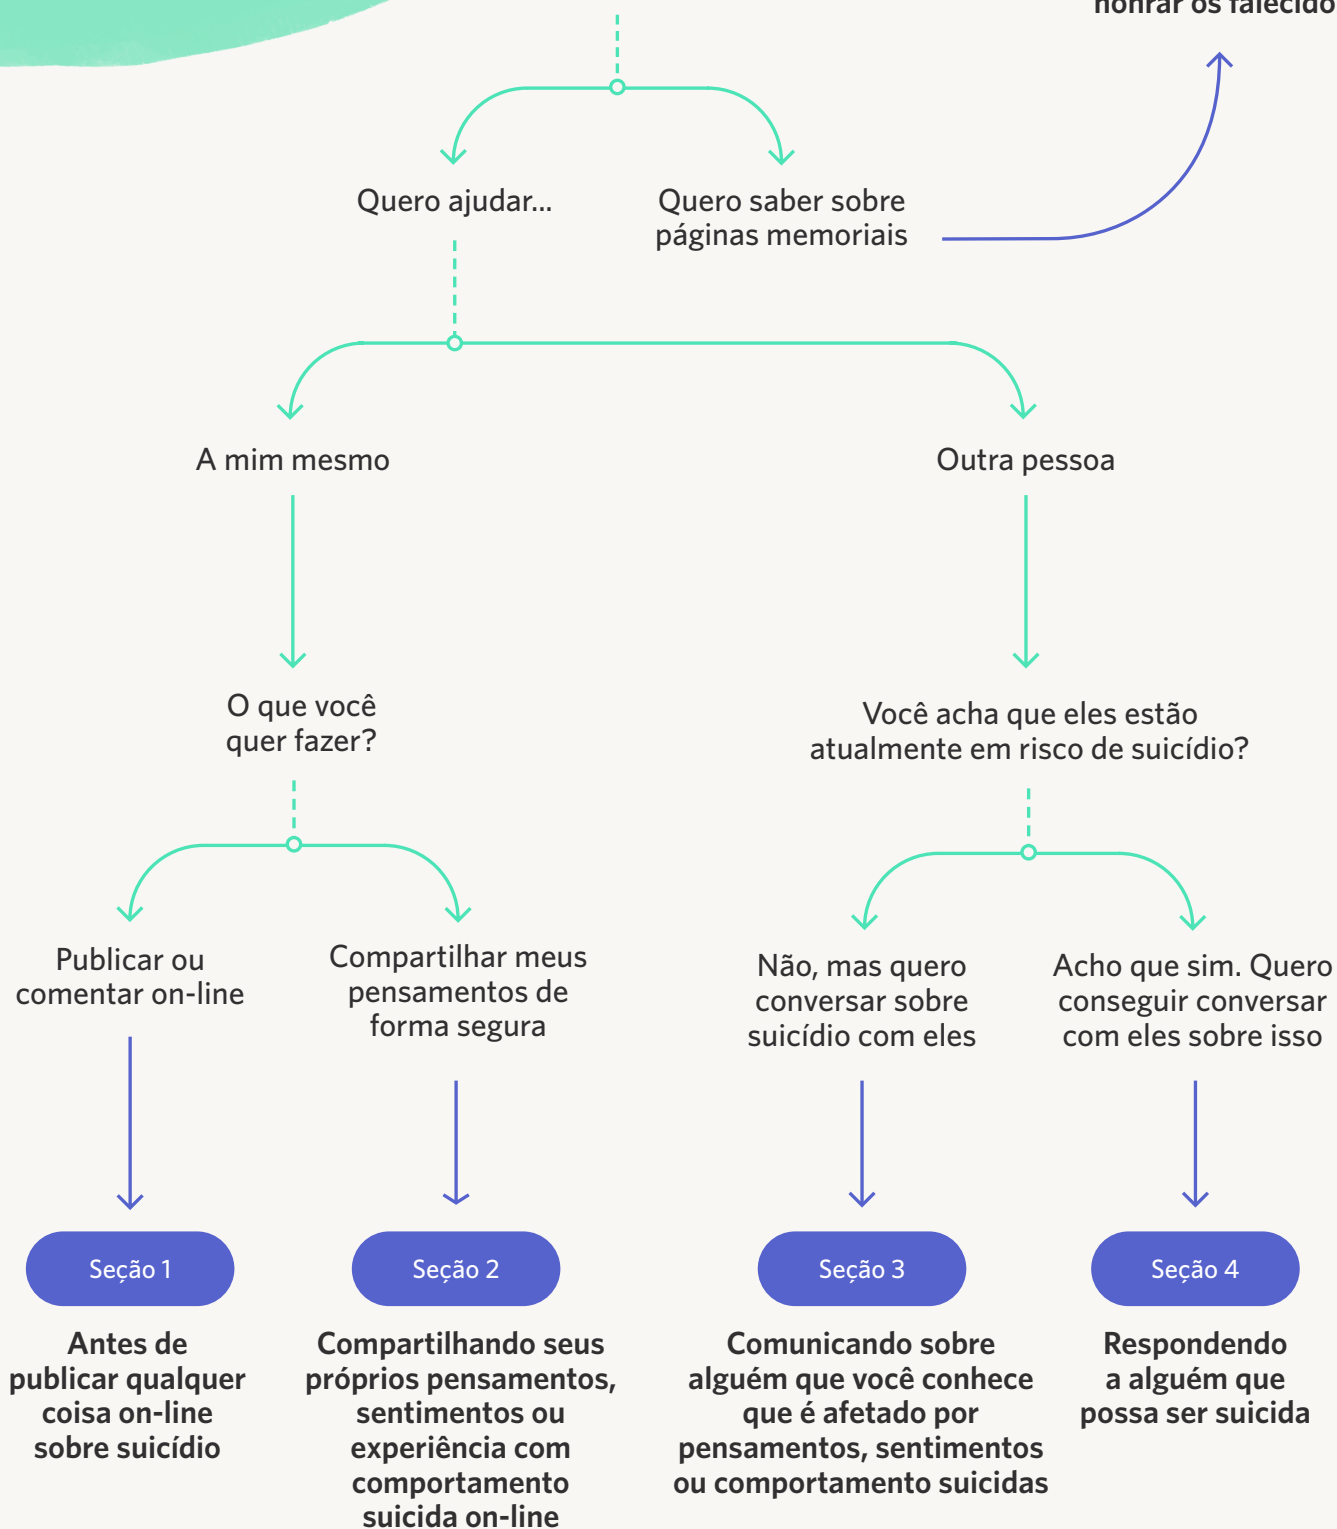 honrar os falecido
Quero ajudar...
Quero saber sobre
páginas memoriais
A mim mesmo
Outra pessoa
O que você
quer fazer?
Você acha que eles estão
atualmente em risco de suicídio?
Publicar ou
comentar on-line
Compartilhar meus
pensamentos de
forma segura
Não, mas quero
conversar sobre
suicídio com eles
Acho que sim. Quero
conseguir conversar
com eles sobre isso
Seção 1
Antes de
publicar qualquer
coisa on-line
sobre suicídio
Seção 2
Compartilhando seus
próprios pensamentos,
sentimentos ou
experiência com
comportamento
suicida on-line
Seção 3
Comunicando sobre
alguém que você conhece
que é afetado por
pensamentos, sentimentos
ou comportamento suicidas
Seção 4
Respondendo
a alguém que
possa ser suicida